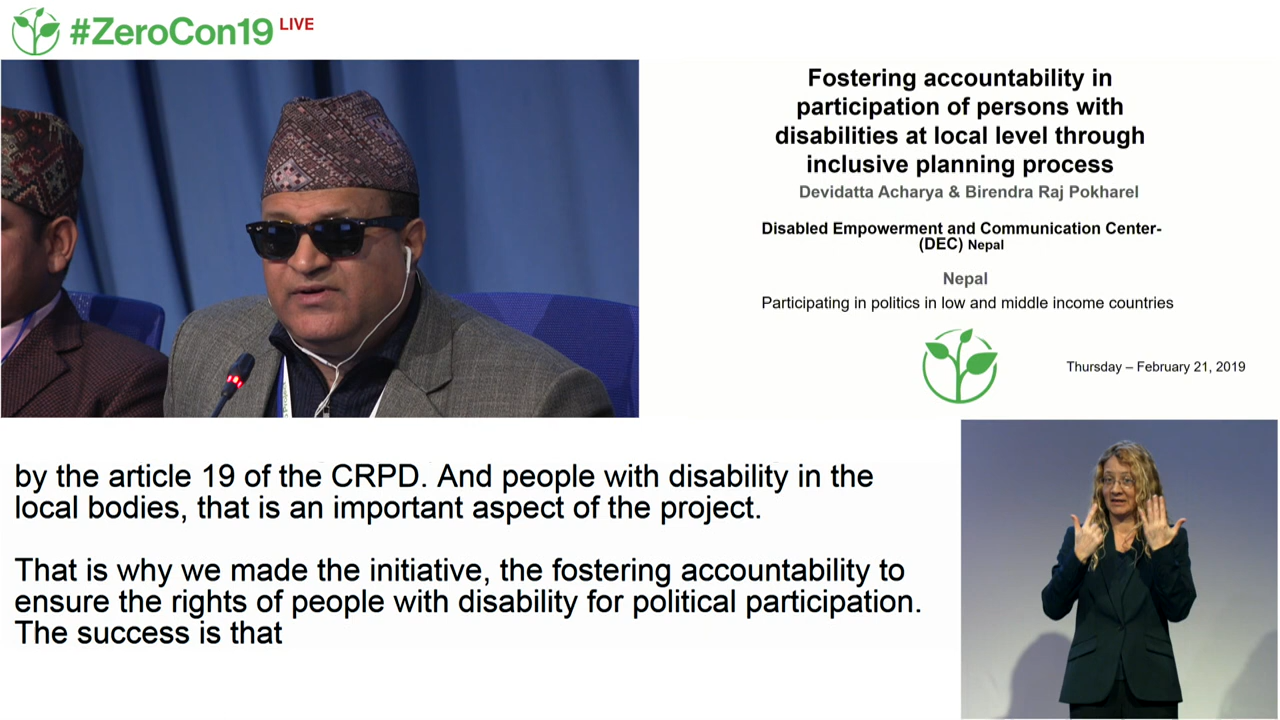 #ZeroCon19 LIVE
Fostering accountability in
participation of persons with
disabilities at local level through
inclusive planning process
Devidatta Acharya & Birendra Raj Pokharel
Disabled Empowerment and Communication Center-
(DEC) Nepal
Nepal
Participating in politics in low and middle income countries
Thursday – February 21, 2019
by the article 19 of the CRPD. And people with disability in the
local bodies, that is an important aspect of the project.
That is why we made the initiative, the fostering accountability to
ensure the rights of people with disability for political participation.
The success is that